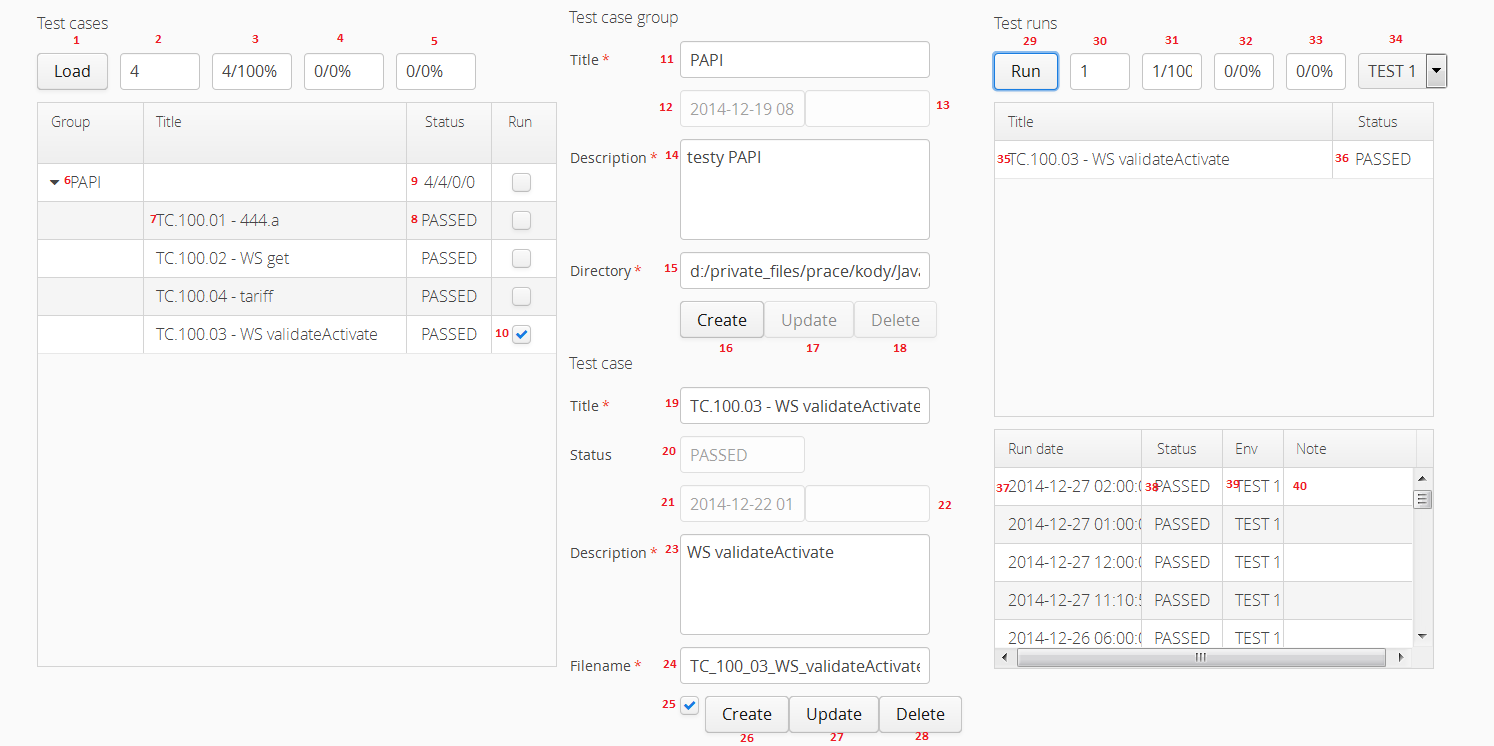 Test cases
1 2 3 4 5
Load 4 4/100% 0/0% 0/0%
Group Title Status Run
6 PAPI 9 4/4/0/0
7 TC.100.01 - 444.a 8 PASSED
TC.100.02 - WS get PASSED
TC.100.04 - tariff PASSED
TC.100.03 - WS validateActivate PASSED 10
Test case group
Title * 11 PAPI
12 2014-12-19 08 13
Description * 14 testy PAPI
Directory * 15 d:/private_files/prace/kody/Java
Create Update Delete
16 17 18
Test case
Title * 19 TC.100.03 - WS validateActivate
Status 20 PASSED
21 2014-12-22 01 22
Description * 23 WS validateActivate
Filename * 24 TC_100_03_WS_validateActivate
25 Create Update Delete
26 27 28
Test runs
29 30 31 32 33 34
Run 1 1/100 0/0% 0/0% TEST 1
Title Status
35 TC.100.03 - WS validateActivate 36 PASSED
Run date Status Env Note
37 2014-12-27 02:00:0 38 PASSED 39 TEST 1 40
2014-12-27 01:00:0 PASSED TEST 1
2014-12-27 12:00:0 PASSED TEST 1
2014-12-27 11:10:5 PASSED TEST 1
2014-12-26 06:00:0 PASSED TEST 1